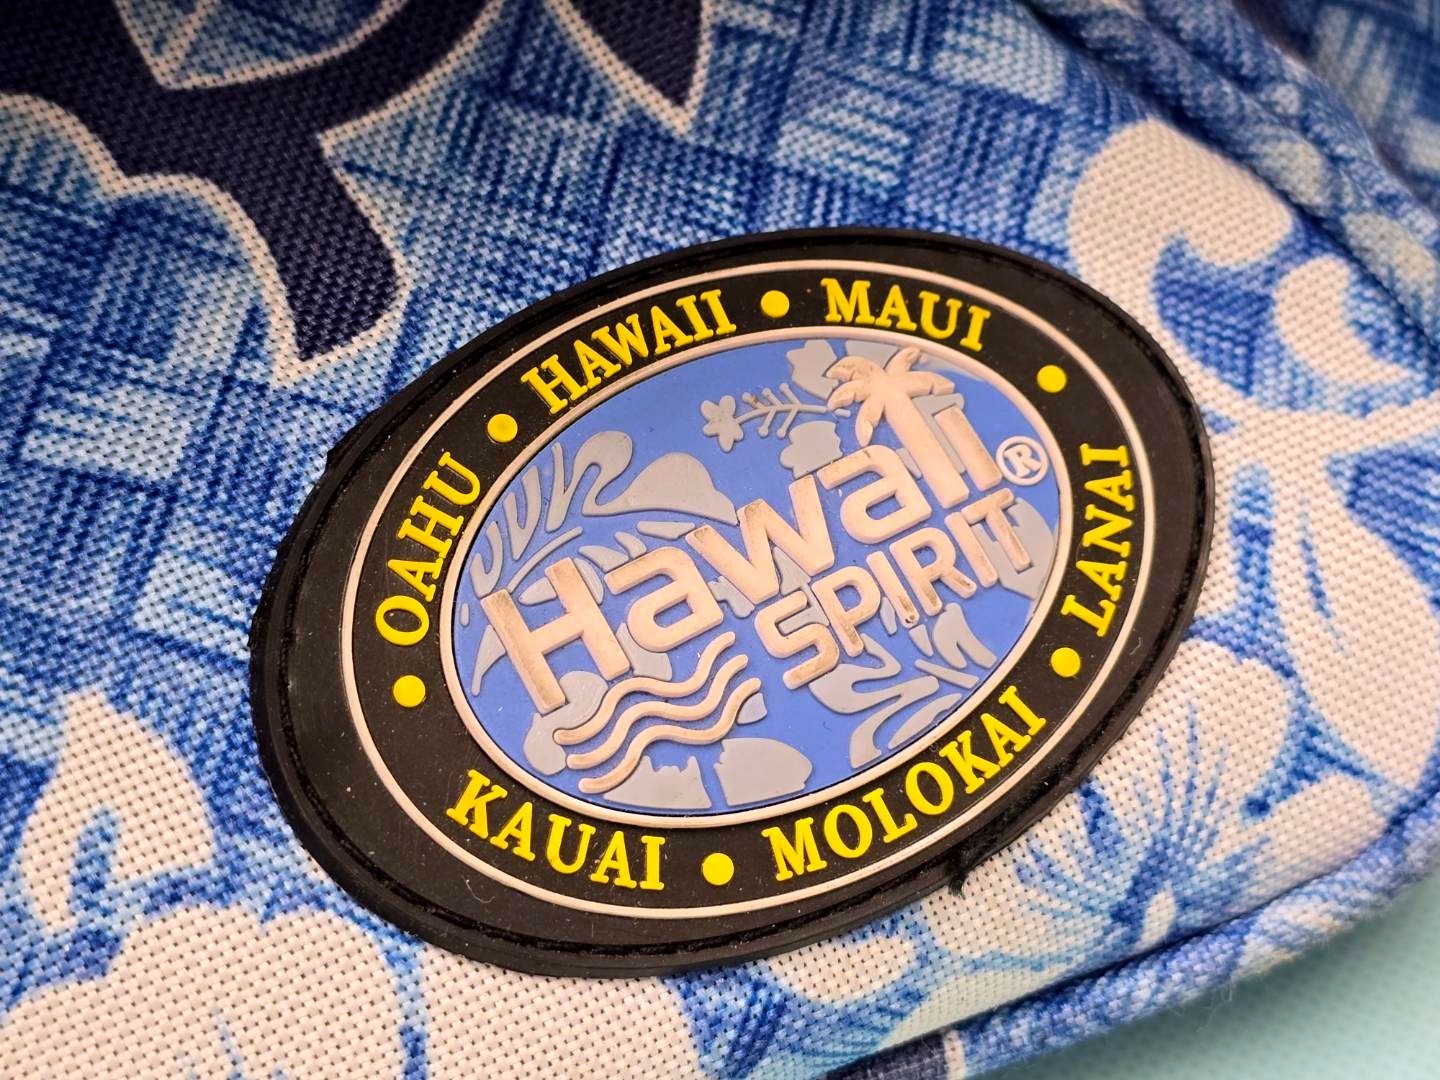 OAHU • HAWAII • MAUI • LANAI • MOLOKAI • KAUAI •
Hawaii®
SPIRIT